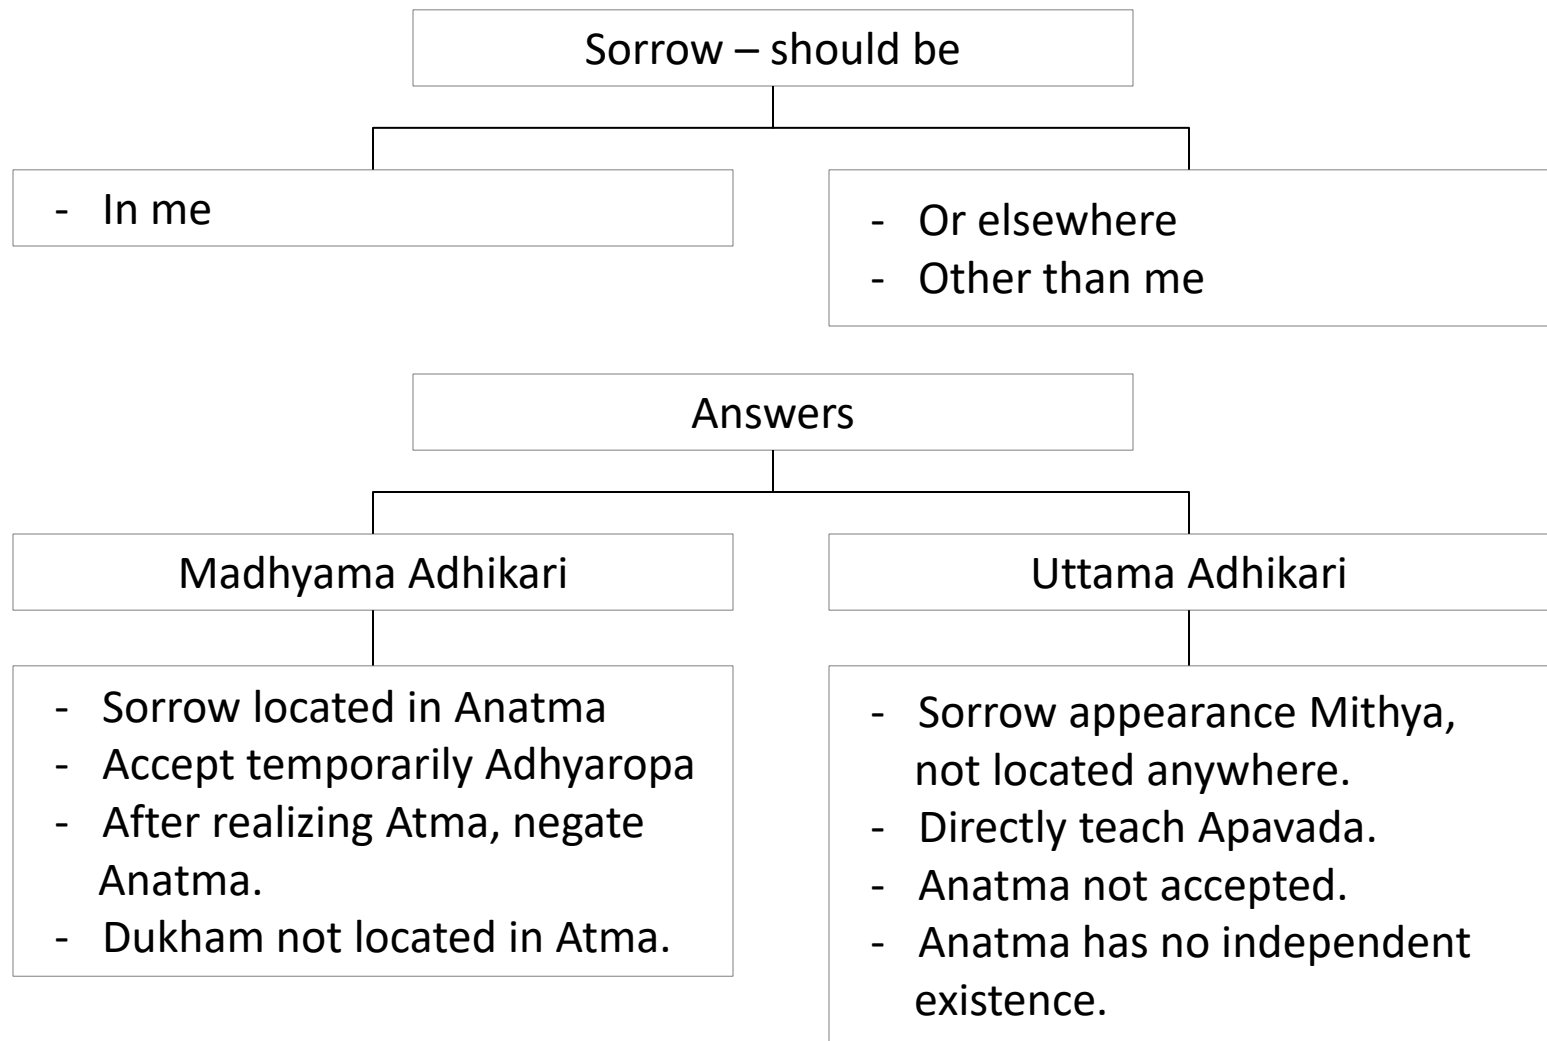 Sorrow – should be
- In me
- Or elsewhere
- Other than me
Answers
Madhyama Adhikari
Uttama Adhikari
- Sorrow located in Anatma
- Accept temporarily Adhyaropa
- After realizing Atma, negate
Anatma.
- Dukham not located in Atma.
- Sorrow appearance Mithya,
not located anywhere.
- Directly teach Apavada.
- Anatma not accepted.
- Anatma has no independent
existence.